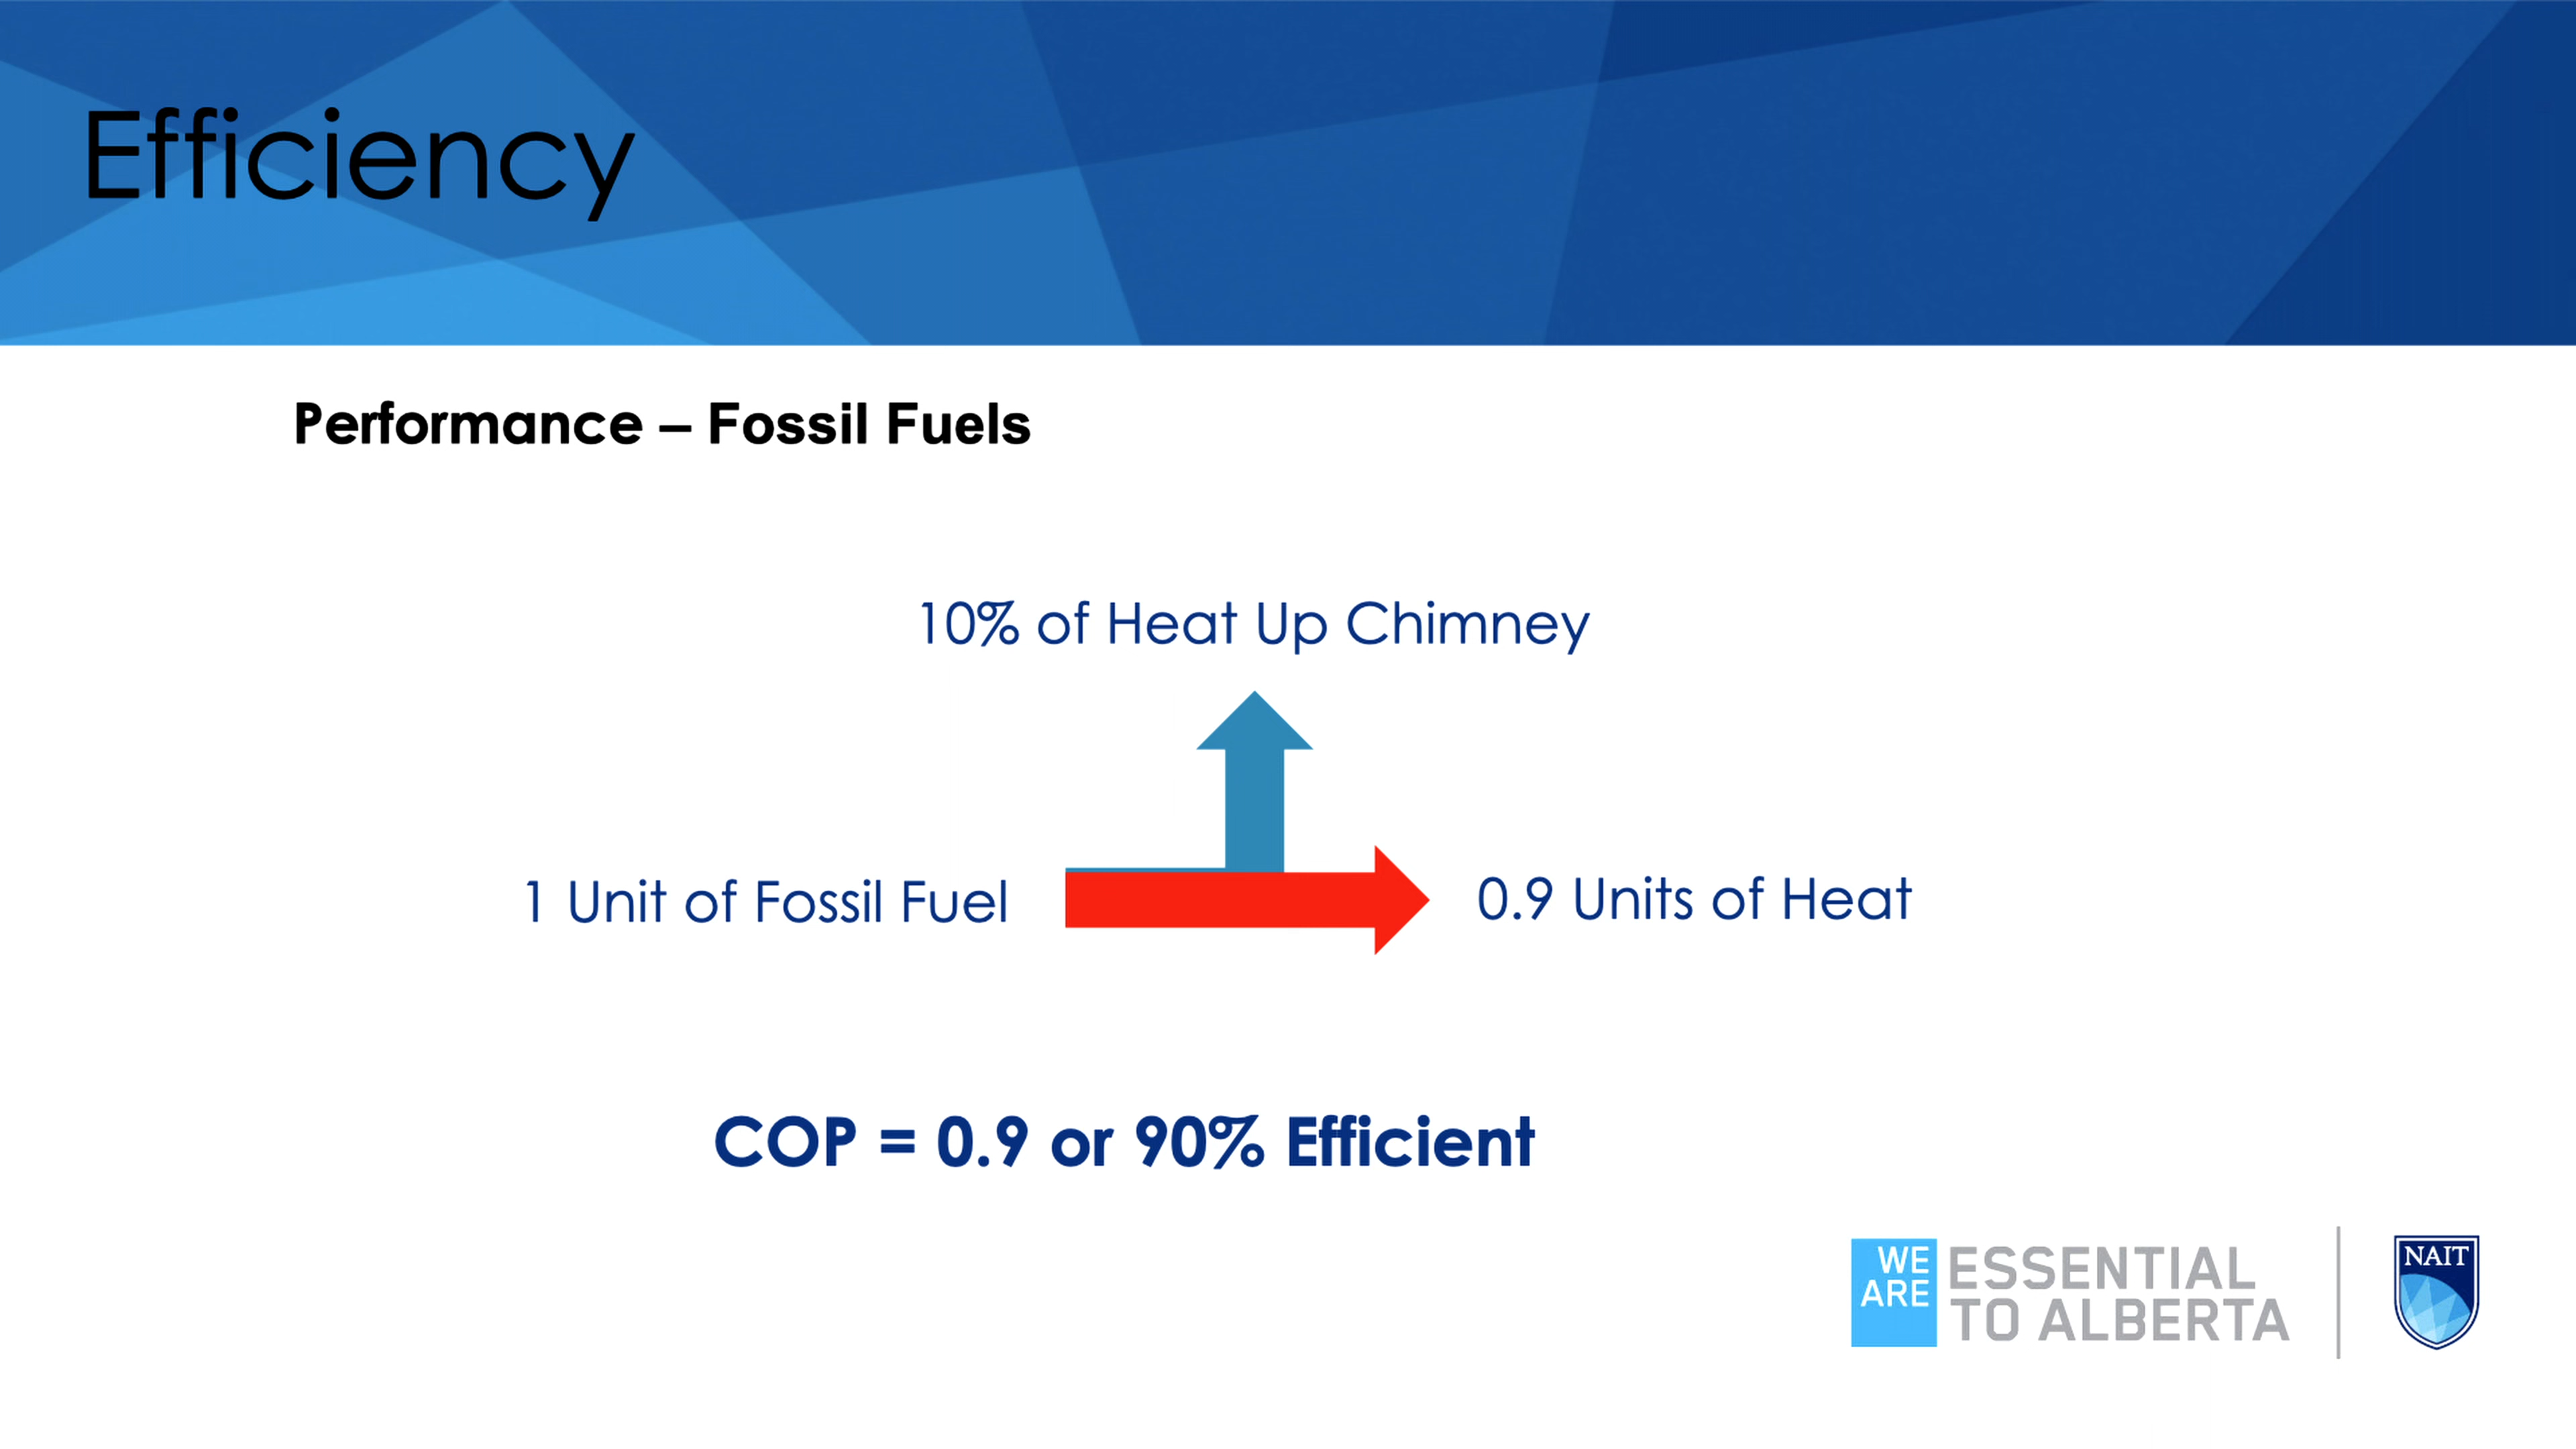 Efficiency
Performance – Fossil Fuels
10% of Heat Up Chimney
1 Unit of Fossil Fuel
0.9 Units of Heat
COP = 0.9 or 90% Efficient
WE
ARE
ESSENTIAL
TO ALBERTA
NAIT